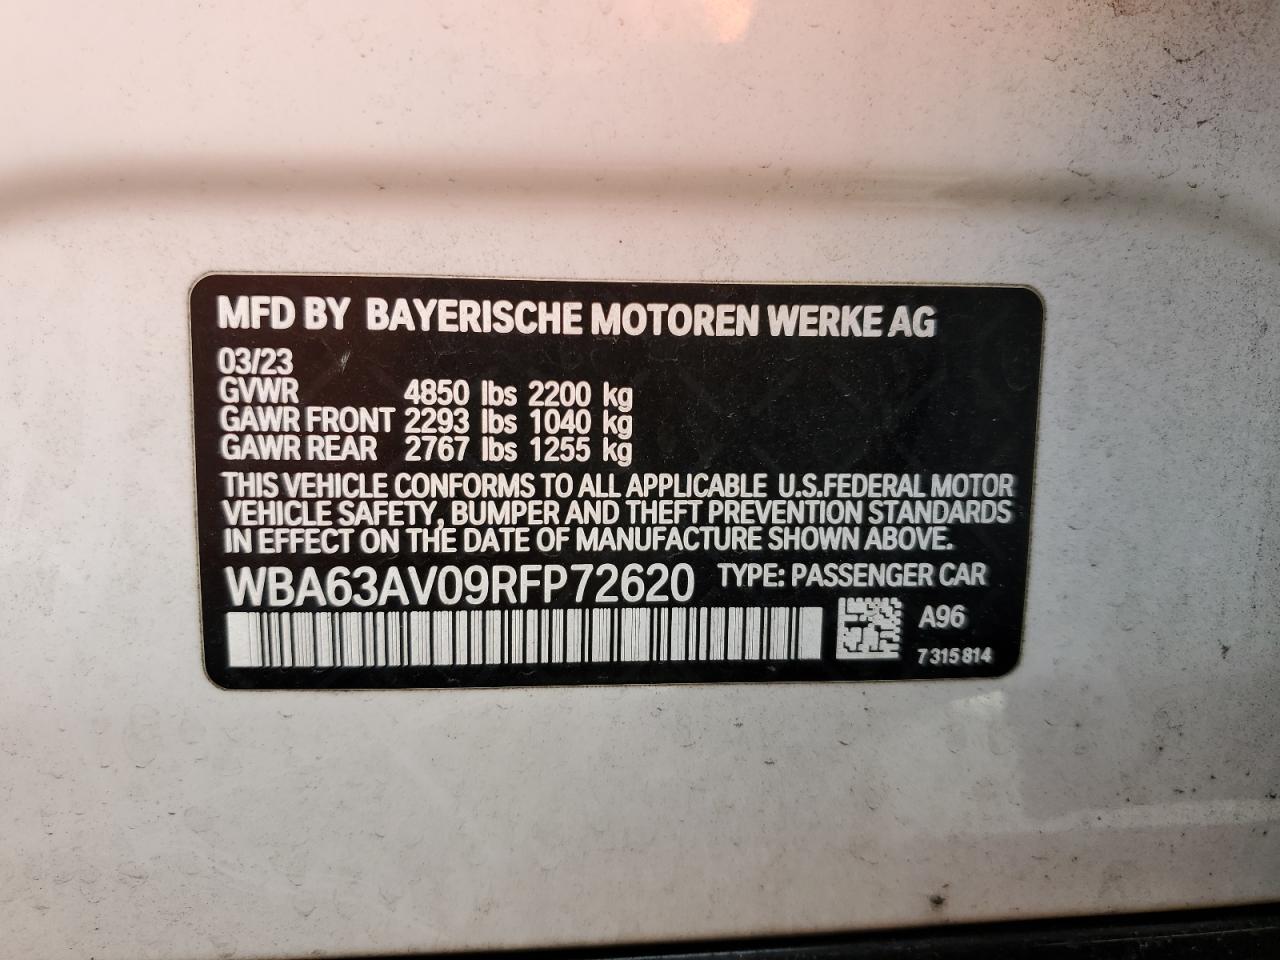 MFD BY BAYERISCHE MOTOREN WERKE AG
03/23
GVWR 4850 lbs 2200 kg
GAWR FRONT 2293 lbs 1040 kg
GAWR REAR 2767 lbs 1255 kg
THIS VEHICLE CONFORMS TO ALL APPLICABLE U.S.FEDERAL MOTOR
VEHICLE SAFETY, BUMPER AND THEFT PREVENTION STANDARDS
IN EFFECT ON THE DATE OF MANUFACTURE SHOWN ABOVE.
WBA63AV09RFP72620 TYPE: PASSENGER CAR
A96
7 315 814